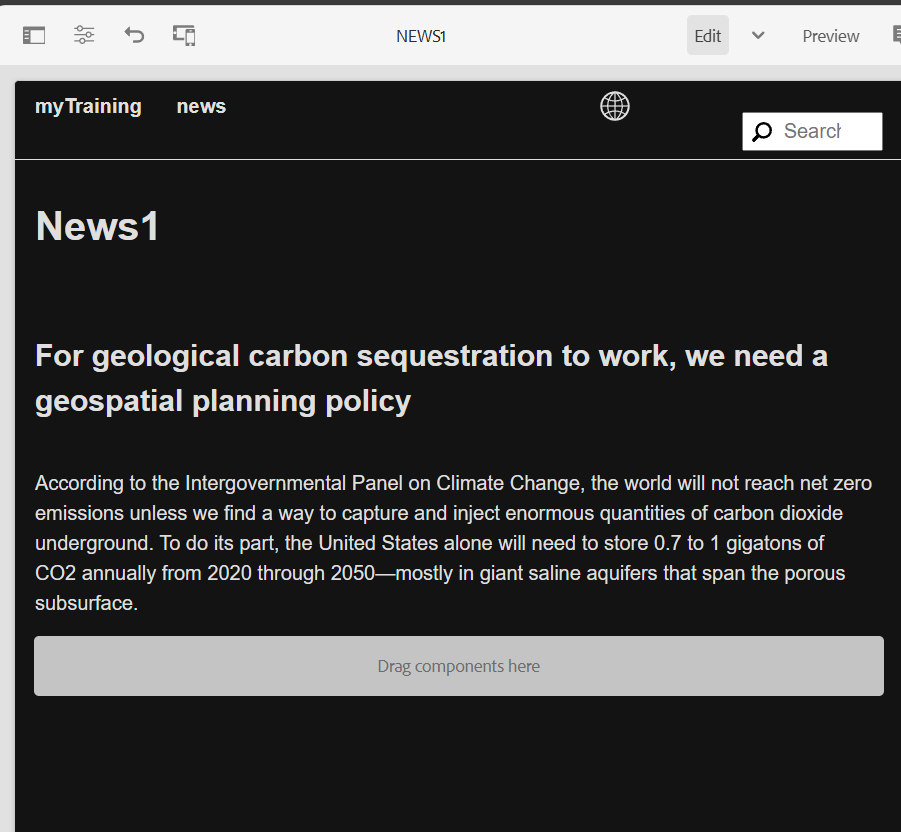 NEWS1 Edit Preview
myTraining news
Search
News1
For geological carbon sequestration to work, we need a
geospatial planning policy
According to the Intergovernmental Panel on Climate Change, the world will not reach net zero
emissions unless we find a way to capture and inject enormous quantities of carbon dioxide
underground. To do its part, the United States alone will need to store 0.7 to 1 gigatons of
CO2 annually from 2020 through 2050—mostly in giant saline aquifers that span the porous
subsurface.
Drag components here